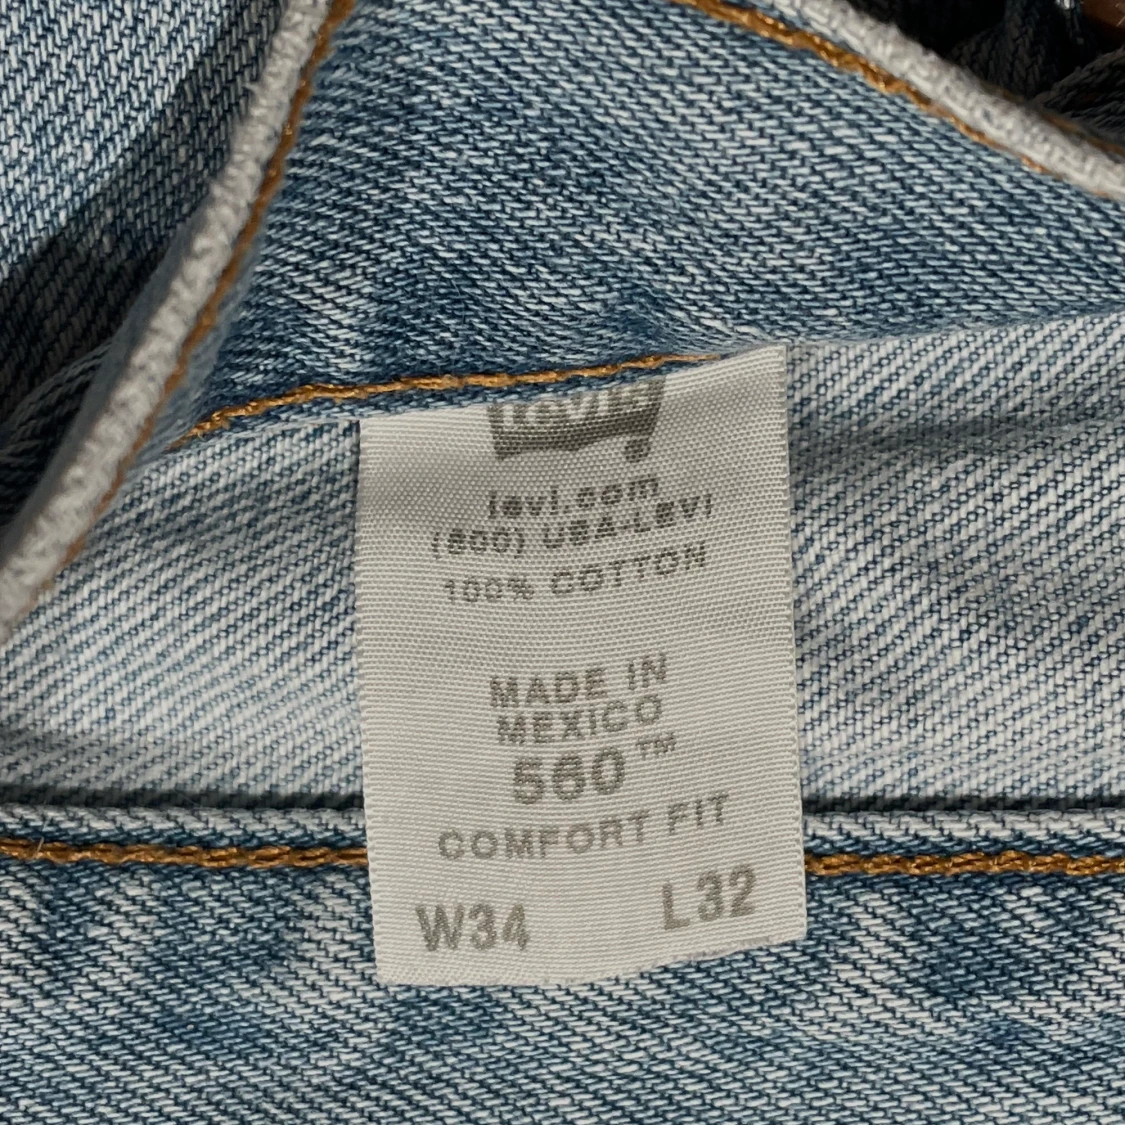 Levi's
levi.com
(800) USA-LEVI
100% COTTON
MADE IN
MEXICO
560™
COMFORT FIT
W34 L32